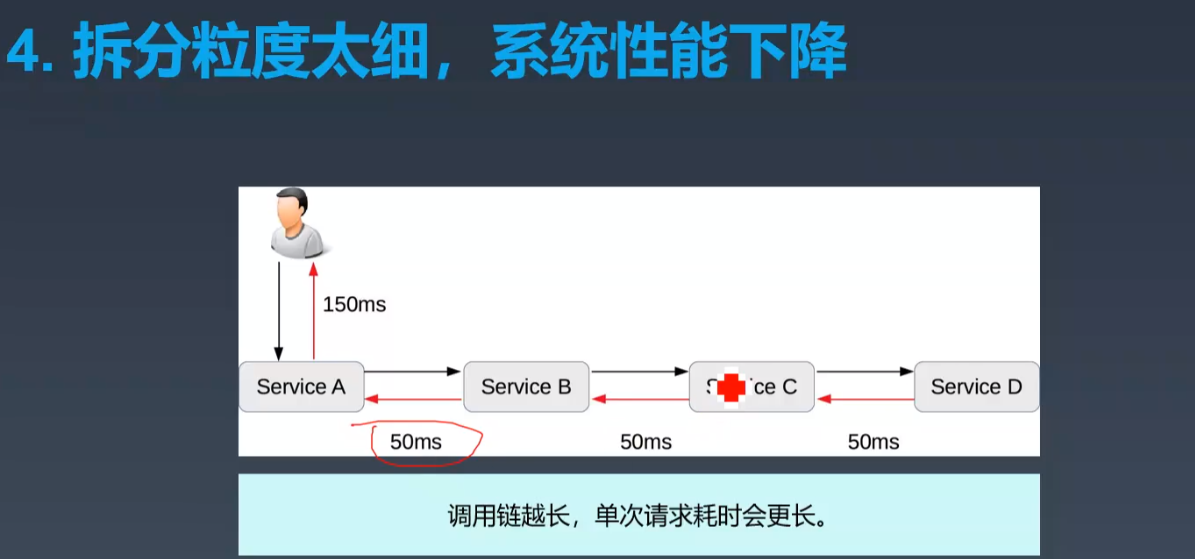 4. 拆分粒度太细，系统性能下降
150ms
Service A
Service B
ce C
Service D
50ms
50ms
50ms
调用链越长，单次请求耗时会更长。